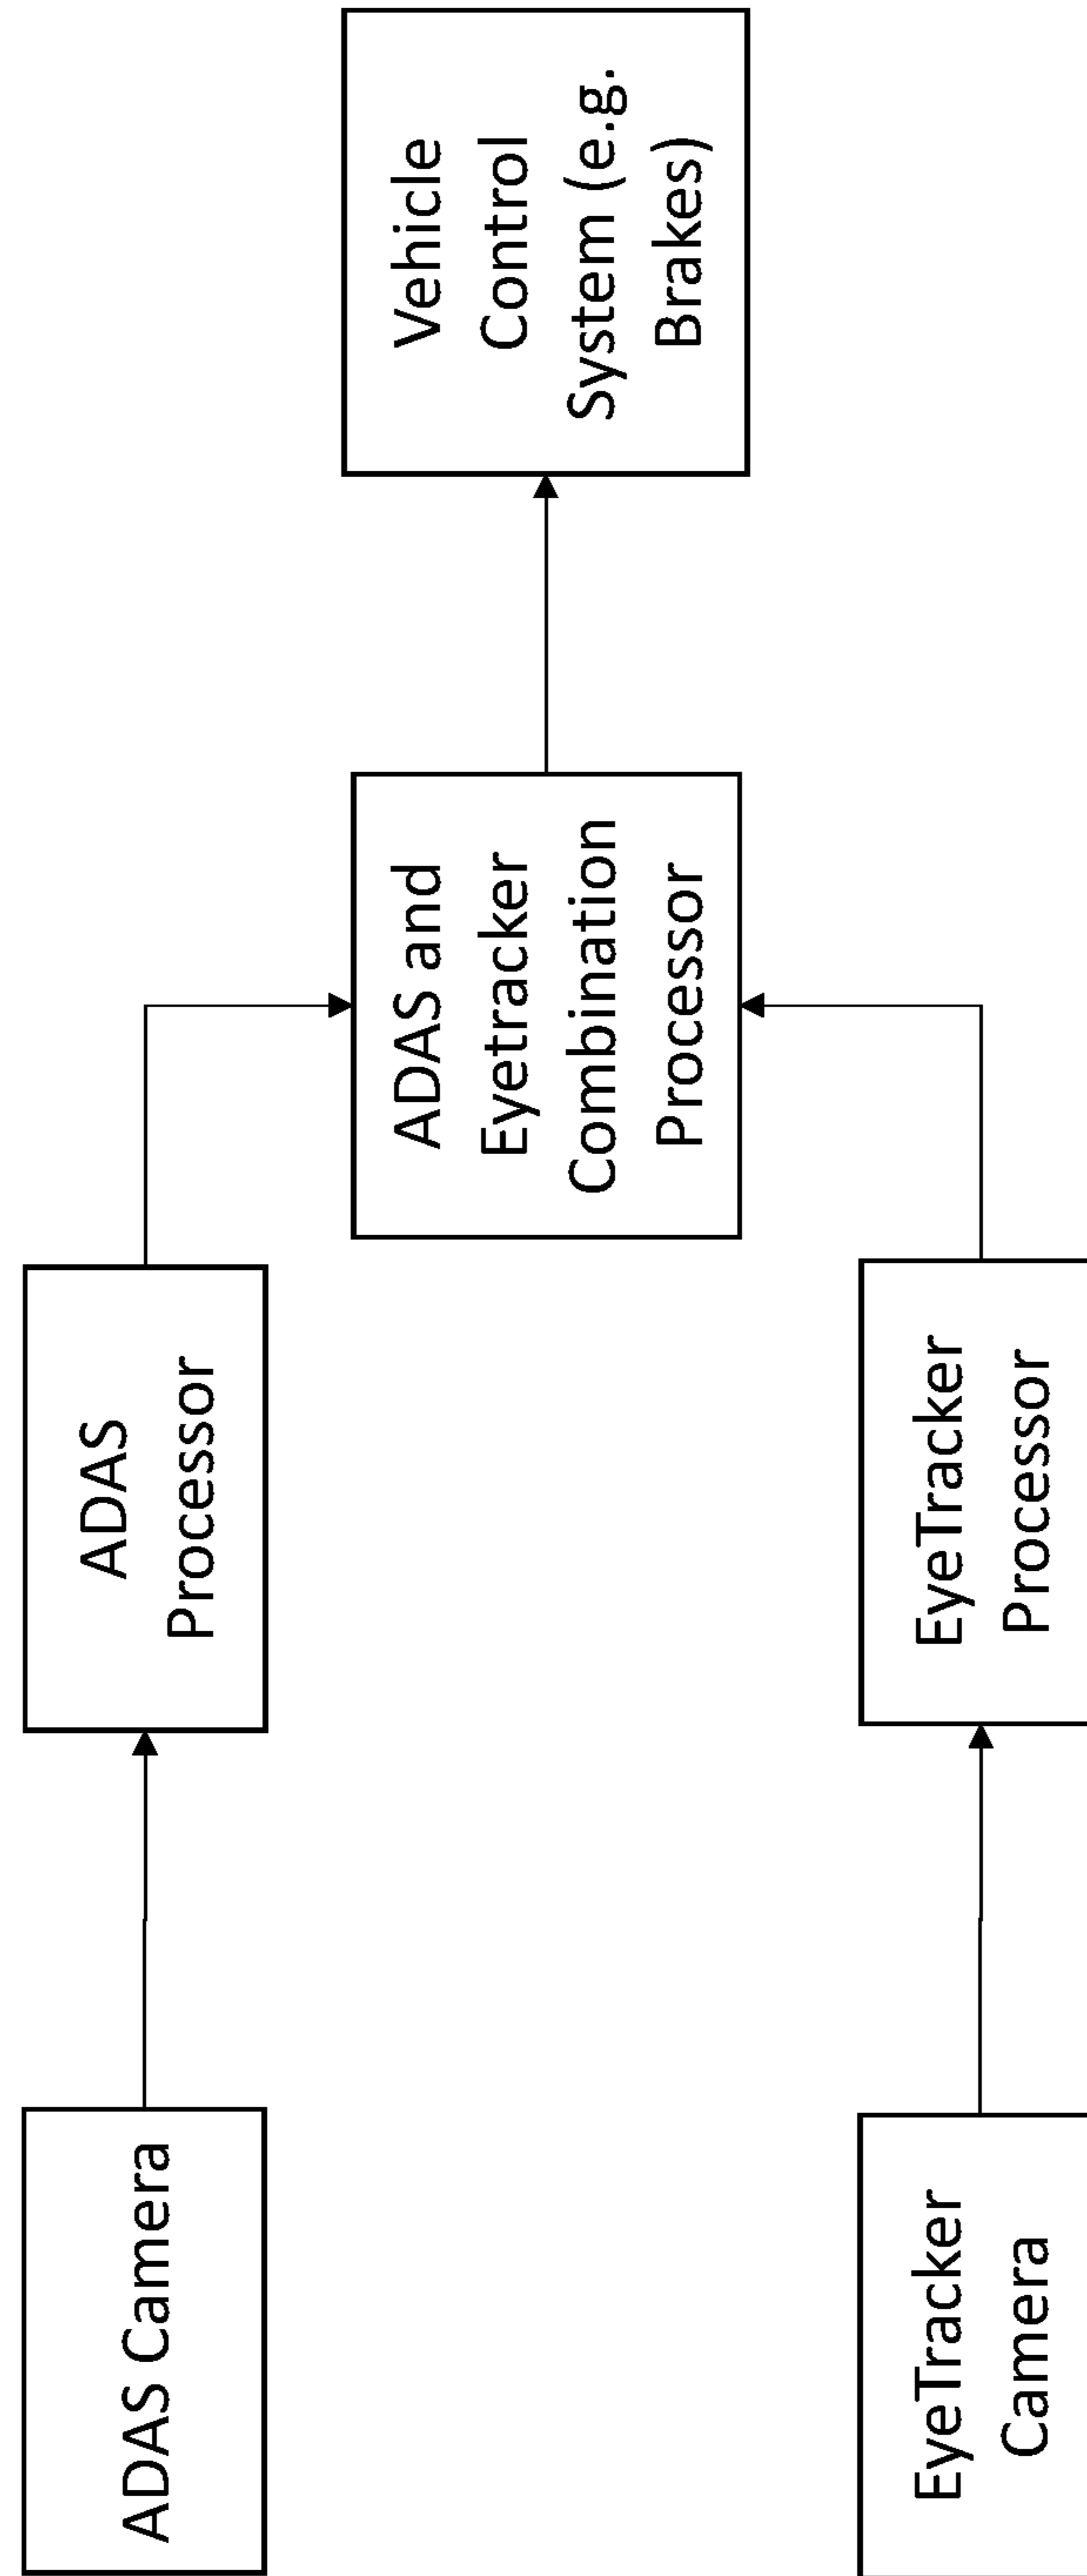 ADAS Camera
ADAS
Processor
ADAS and
Eyetracker
Combination
Processor
Vehicle
Control
System (e.g.
Brakes)
EyeTracker
Camera
EyeTracker
Processor